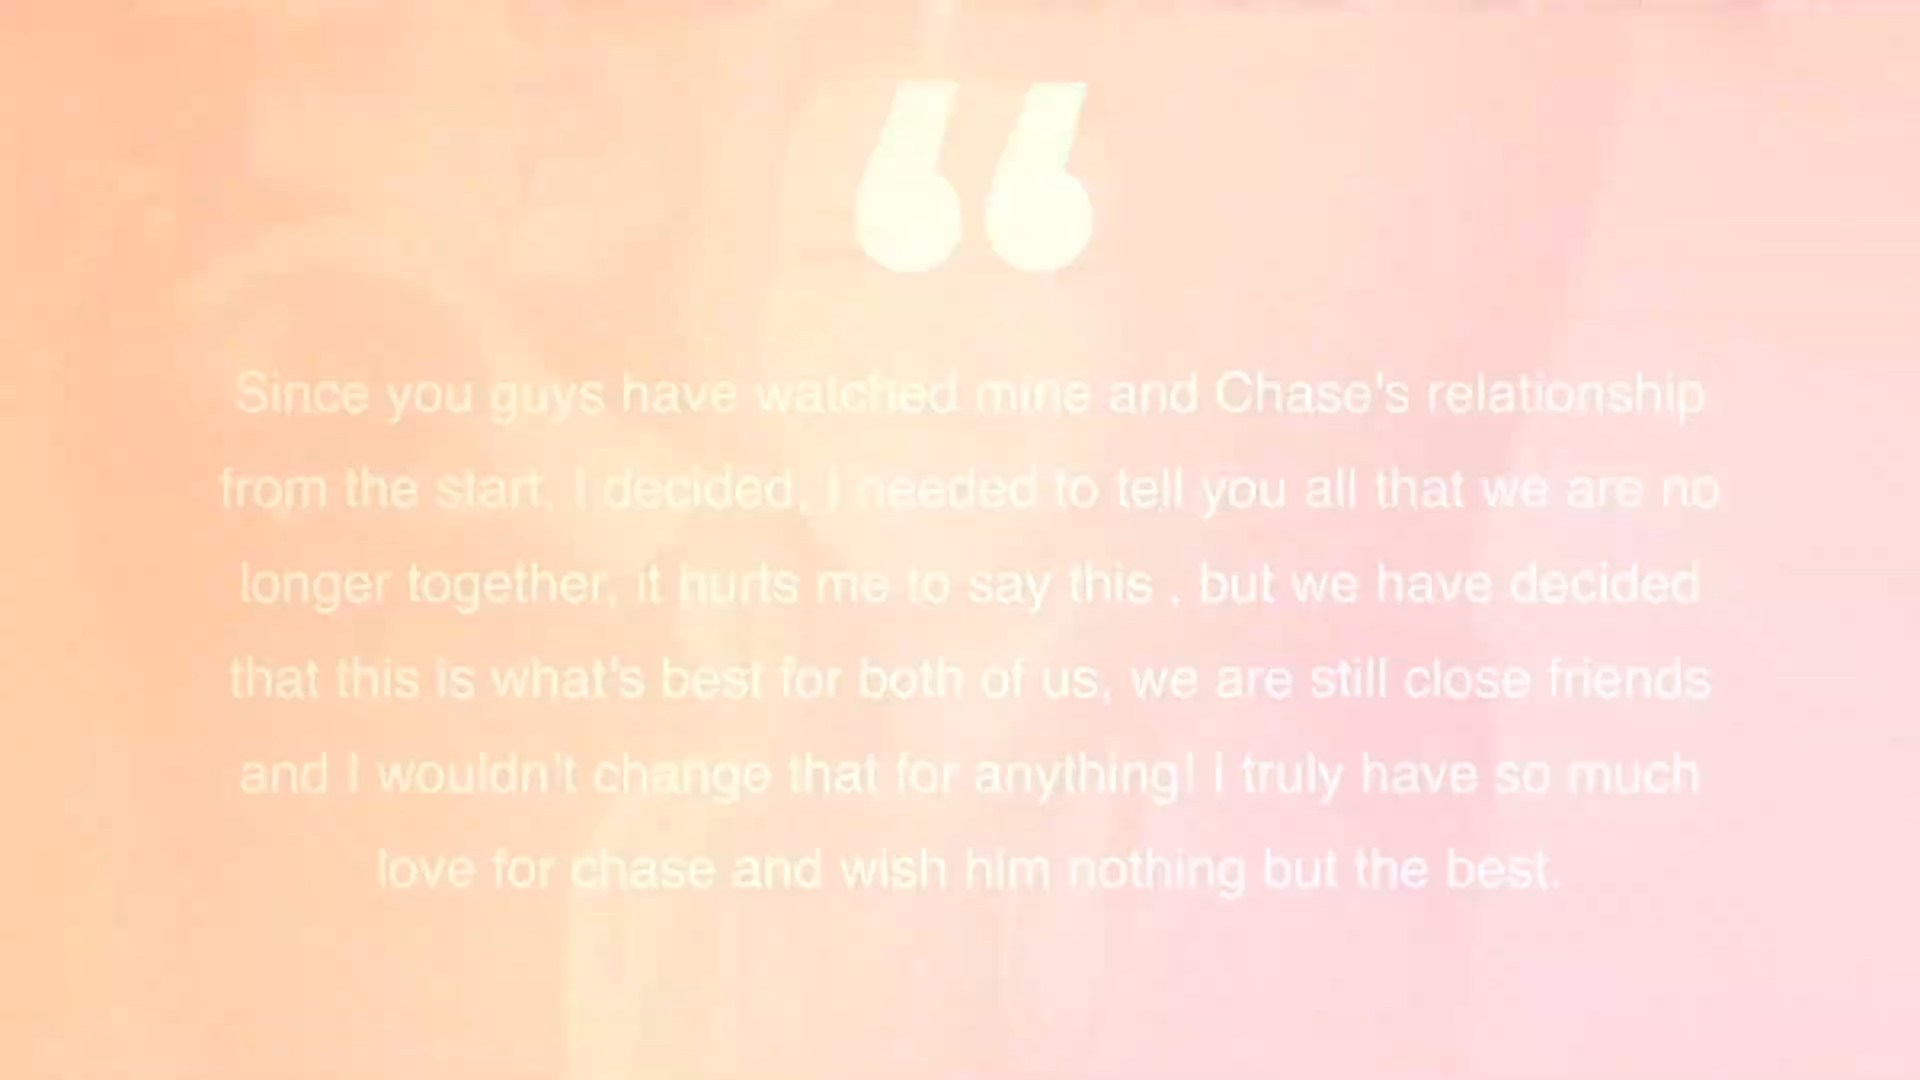 “
Since you guys have watched mine and Chase's relationship
from the start, I decided, I needed to tell you all that we are no
longer together, it hurts me to say this , but we have decided
that this is what's best for both of us, we are still close friends
and I wouldn't change that for anything! I truly have so much
love for chase and wish him nothing but the best.